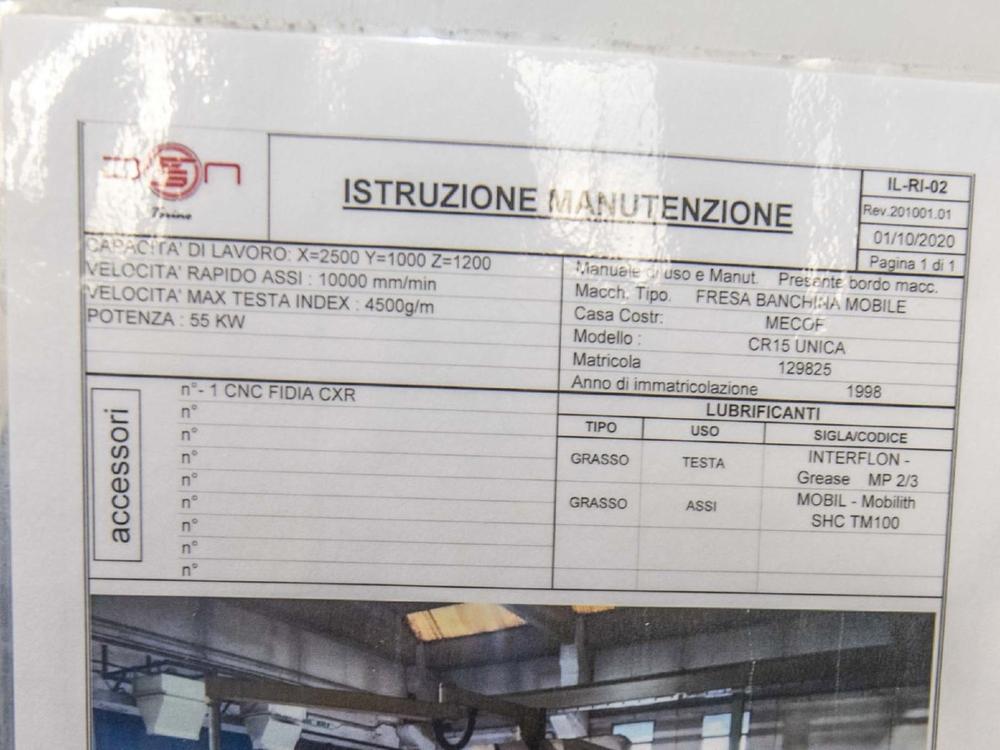 Torino
ISTRUZIONE MANUTENZIONE
IL-RI-02
Rev.201001.01
01/10/2020
Pagina 1 di 1
CAPACITA' DI LAVORO: X=2500 Y=1000 Z=1200
VELOCITA' RAPIDO ASSI : 10000 mm/min
VELOCITA' MAX TESTA INDEX : 4500g/m
POTENZA : 55 KW
Manuale di uso e Manut. Presente bordo macc.
Macch. Tipo. FRESA BANCHINA MOBILE
Casa Costr: MECOF
Modello : CR15 UNICA
Matricola 129825
Anno di immatricolazione 1998
accessori
n°- 1 CNC FIDIA CXR
n°
n°
n°
n°
n°
n°
n°
n°
LUBRIFICANTI
TIPO USO SIGLA/CODICE
GRASSO TESTA INTERFLON -
Grease MP 2/3
GRASSO ASSI MOBIL - Mobilith
SHC TM100